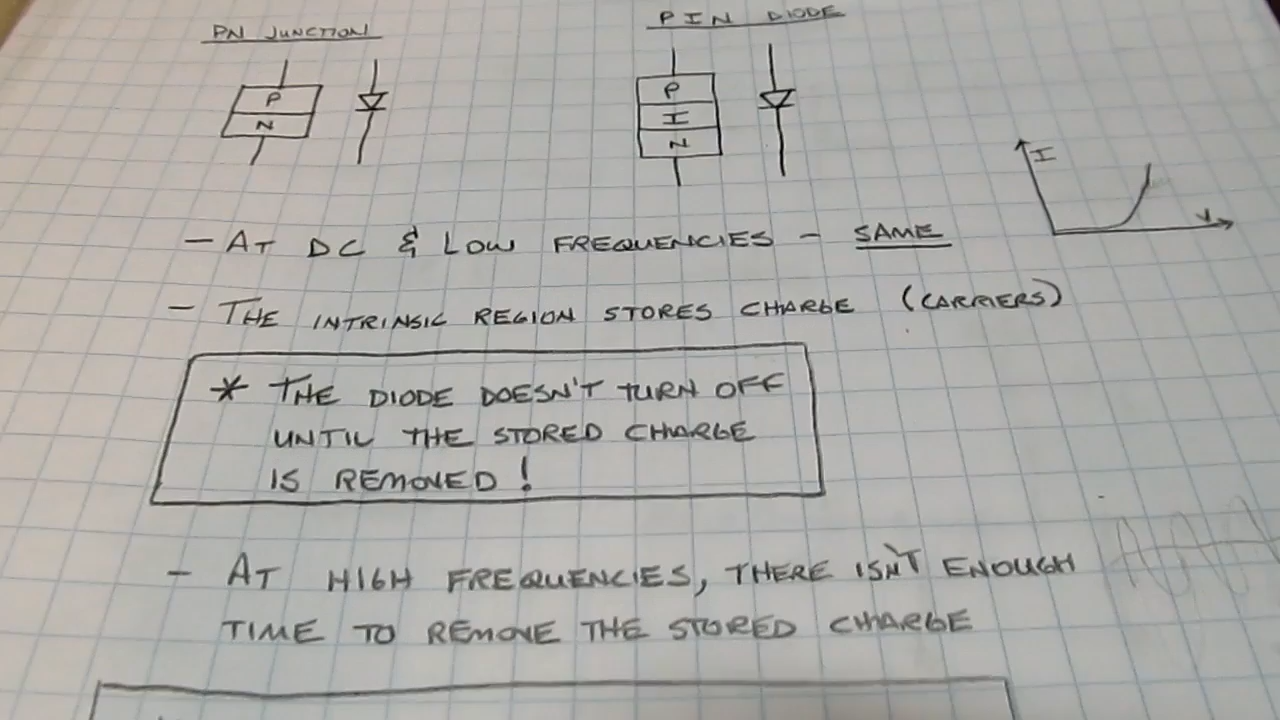 PN JUNCTION
PIN DIODE
P
N
P
I
N
I
V
- AT DC & LOW FREQUENCIES - SAME
- THE INTRINSIC REGION STORES CHARGE (CARRIERS)
* THE DIODE DOESN'T TURN OFF
UNTIL THE STORED CHARGE
IS REMOVED!
- AT HIGH FREQUENCIES, THERE ISN'T ENOUGH
TIME TO REMOVE THE STORED CHARGE